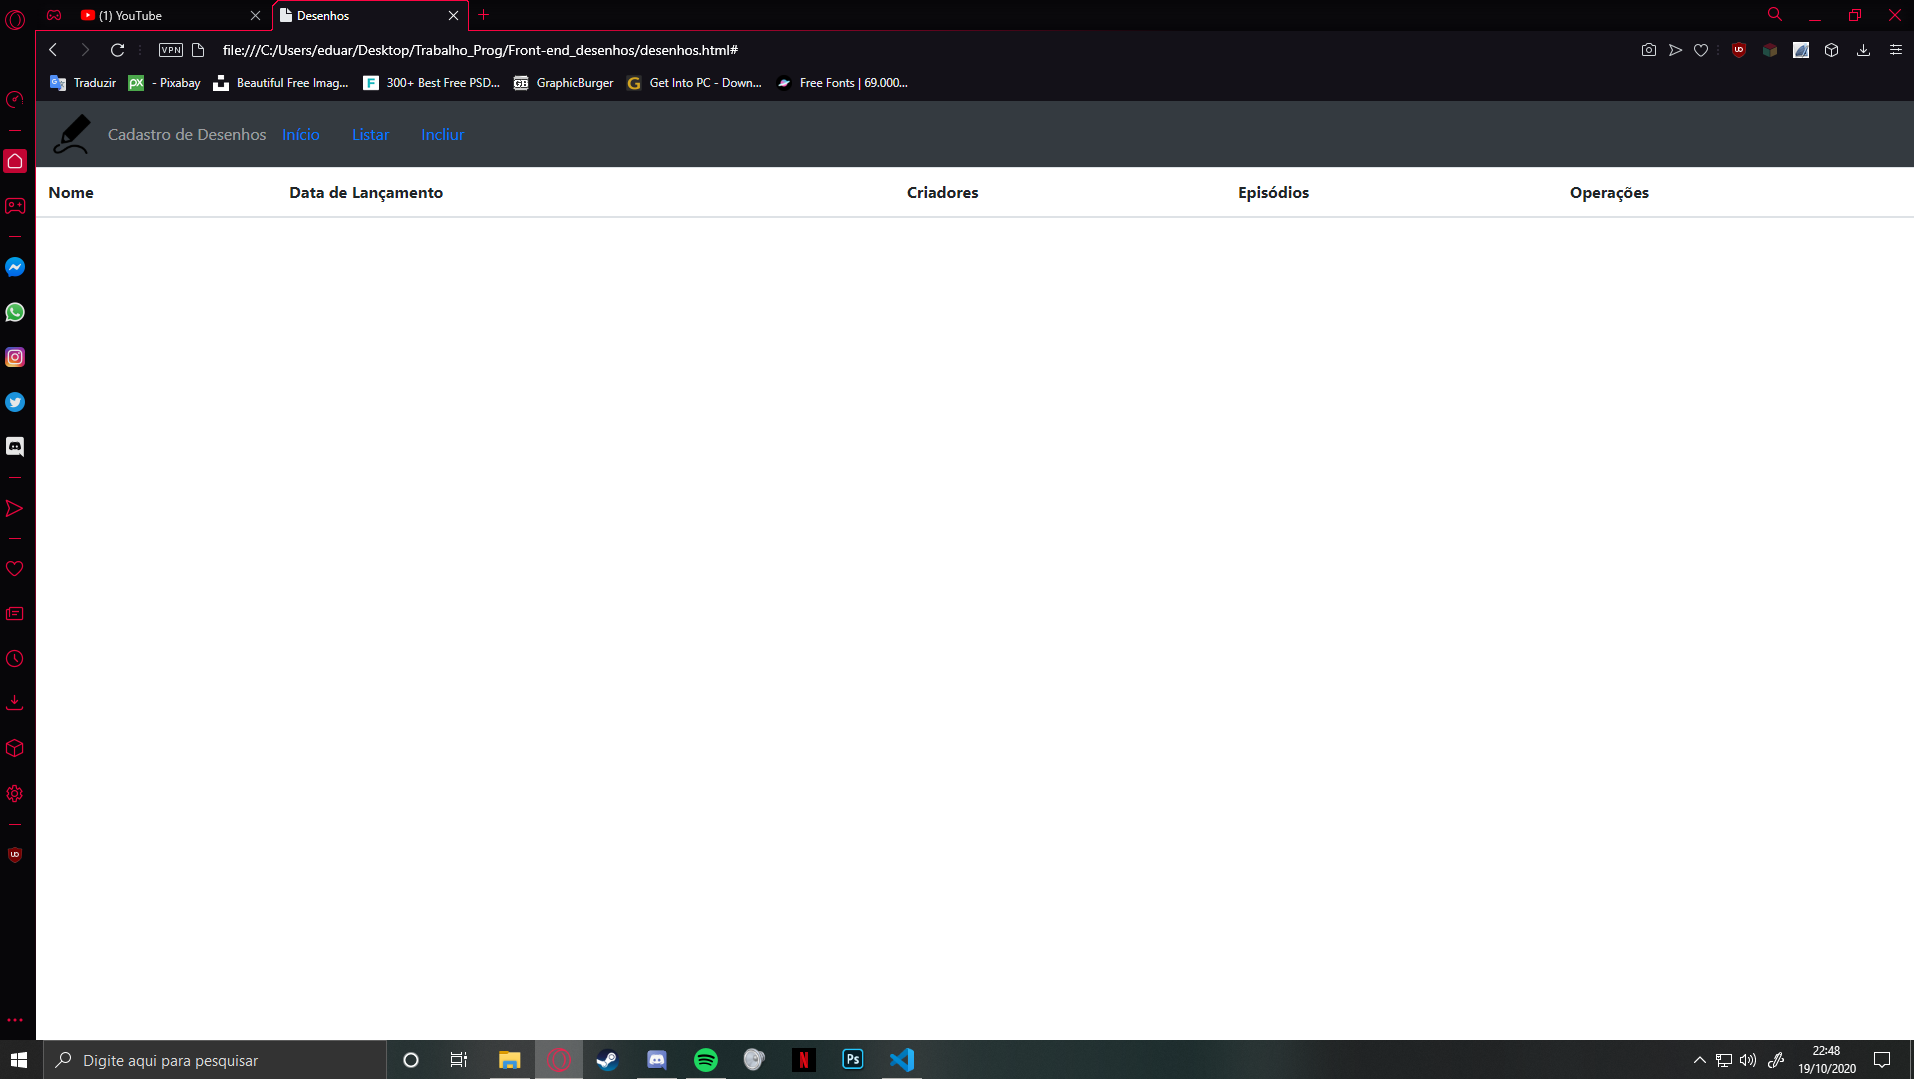 (1) YouTube
Desenhos
VPN
file:///C:/Users/eduar/Desktop/Trabalho_Prog/Front-end_desenhos/desenhos.html#
Traduzir
px - Pixabay
Beautiful Free Imag...
F 300+ Best Free PSD...
GB GraphicBurger
G Get Into PC - Down...
Free Fonts | 69.000...
Cadastro de Desenhos Início Listar Incliur
Nome Data de Lançamento Criadores Episódios Operações
Digite aqui para pesquisar
N
Ps
22:48
19/10/2020